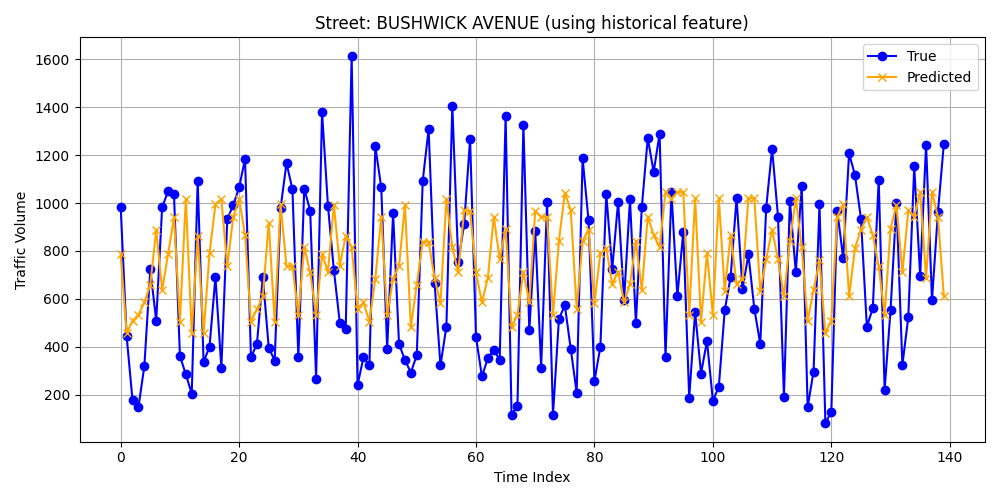 Street: BUSHWICK AVENUE (using historical feature)
True
Predicted
Traffic Volume
1600
1400
1200
1000
800
600
400
200
0 20 40 60 80 100 120 140
Time Index